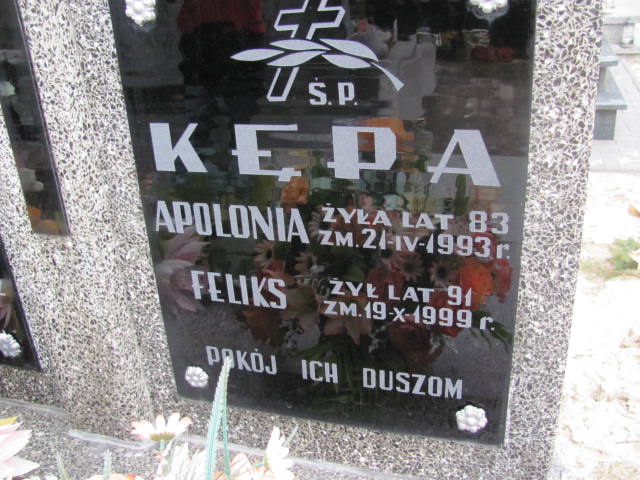 Ś.P.
KĘPA
APOLONIA ŻYŁA LAT 83
ZM. 21-IV-1993 r.
FELIKS ŻYŁ LAT 91
ZM. 19-X-1999 r.
POKÓJ ICH DUSZOM